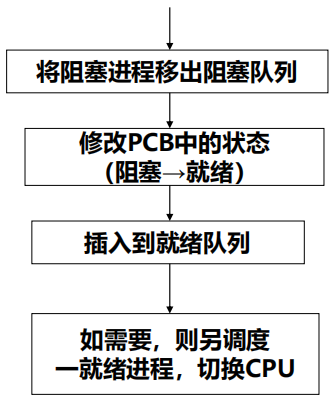 将阻塞进程移出阻塞队列
修改PCB中的状态
（阻塞→就绪）
插入到就绪队列
如需要，则另调度
一就绪进程，切换CPU